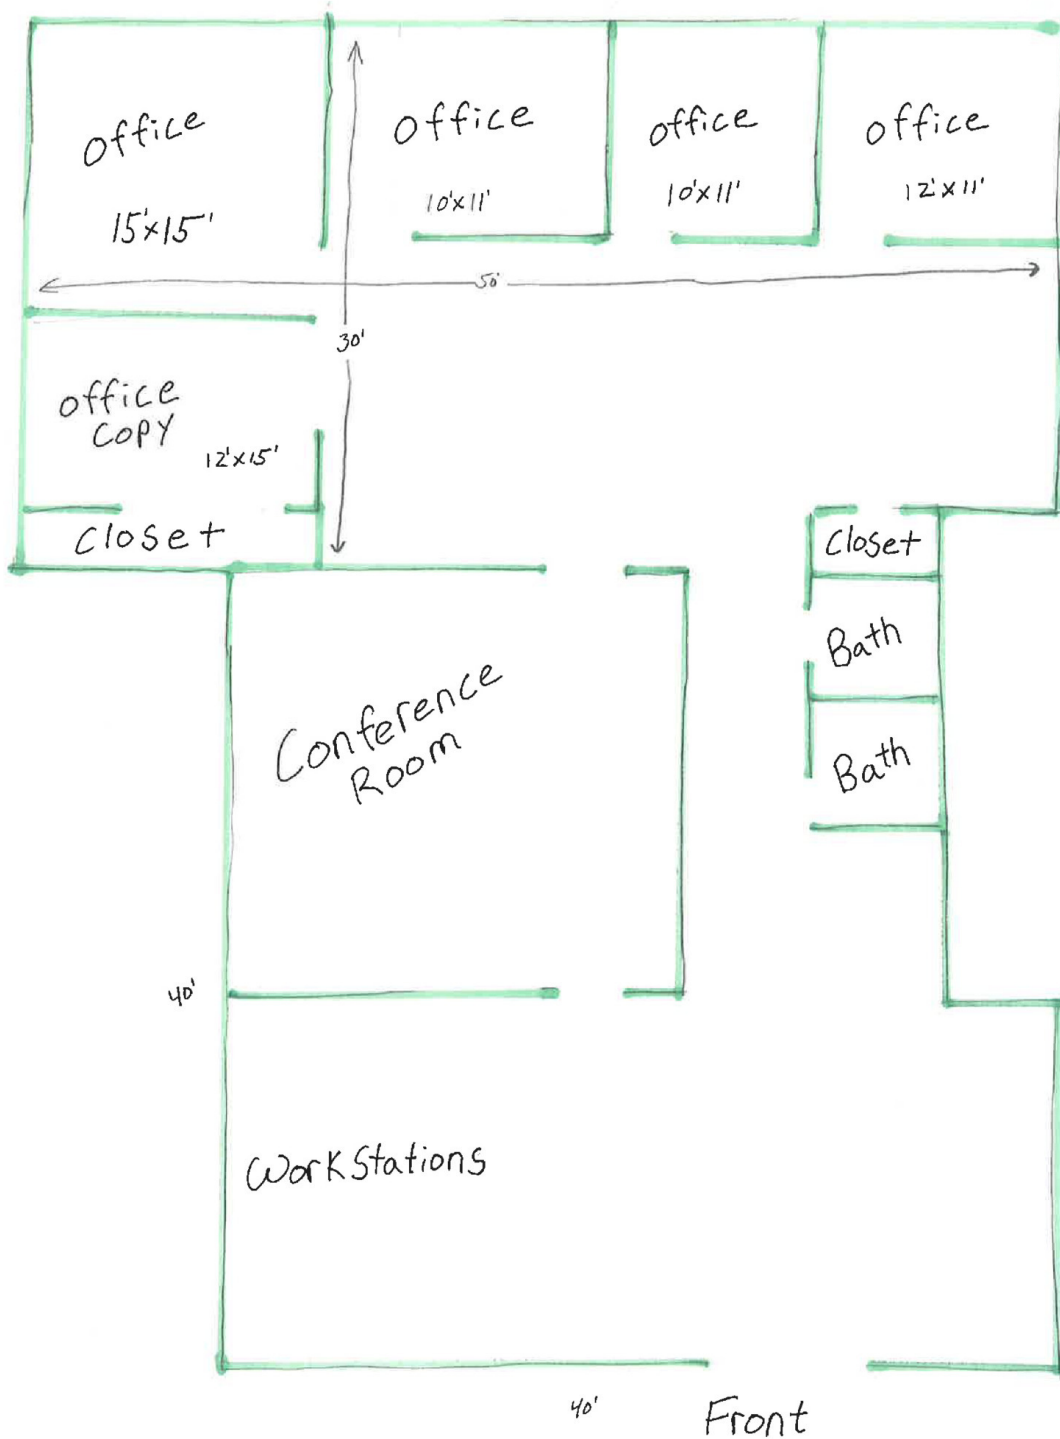 Office
15'x15'
Office
10'x11'
office
10'x11'
office
12'x11'
50'
30'
office
COPY
12'x15'
Closet
Closet
Bath
Bath
Conference
Room
40'
Workstations
40'
Front